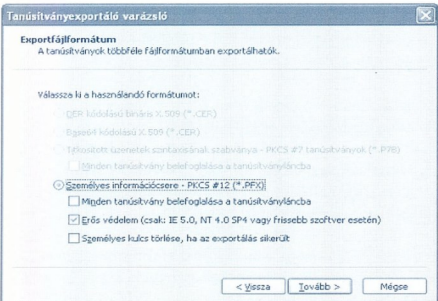 Tanúsítványexportáló varázsló
Exportfájlformátum
A tanúsítványok többféle fájlformátumban exportálhatók.
Válassza ki a használandó formátumot:
DER kódolású bináris X.509 (*.CER)
Base64 kódolású X.509 (*.CER)
Titkosított üzenetek szintaxisának szabványa - PKCS #7 tanúsítványok (*.P7B)
Minden tanúsítvány belefoglalása a tanúsítványláncba
Személyes információcsere - PKCS #12 (*.PFX)
Minden tanúsítvány belefoglalása a tanúsítványláncba
Erős védelem (csak: IE 5.0, NT 4.0 SP4 vagy frissebb szoftver esetén)
Személyes kulcs törlése, ha az exportálás sikerült
< Vissza
Tovább >
Mégse